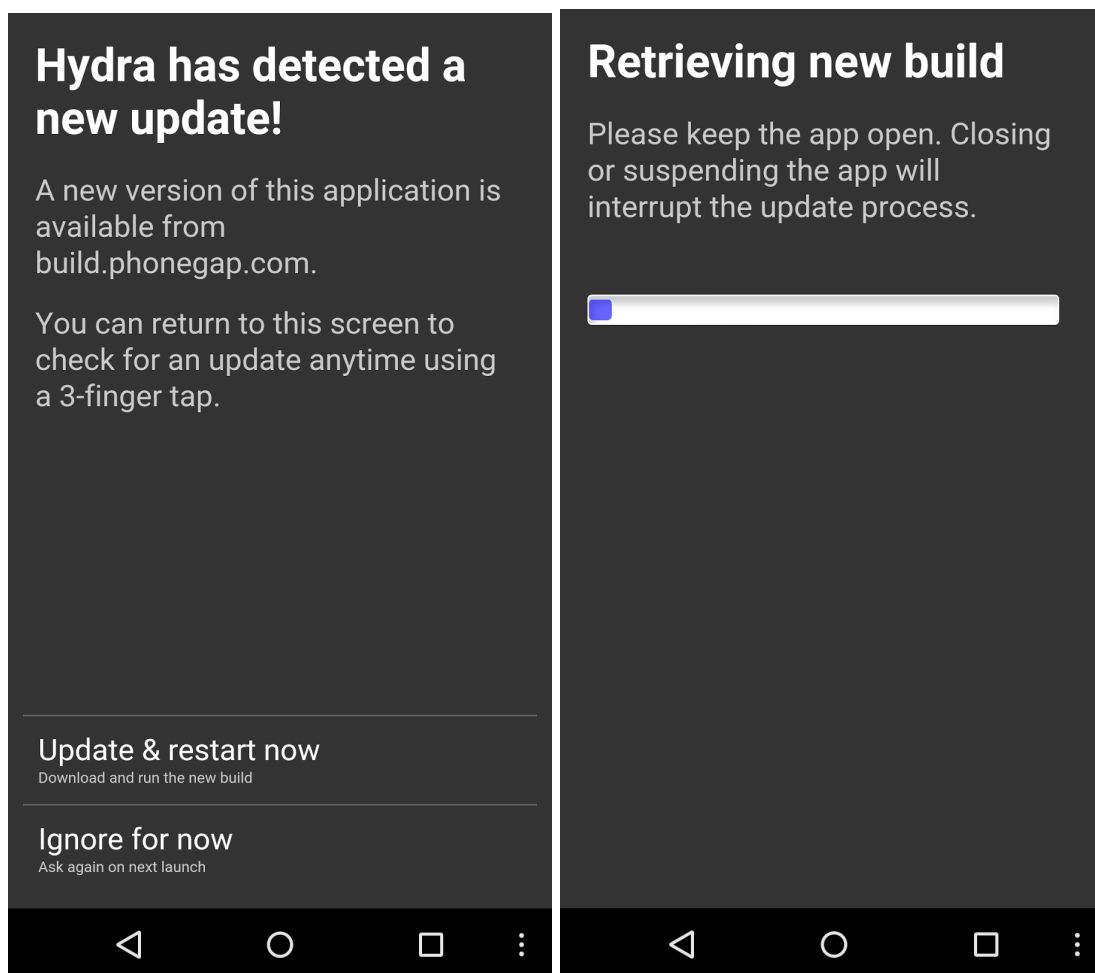 Hydra has detected a
new update!
A new version of this application is
available from
build.phonegap.com.
You can return to this screen to
check for an update anytime using
a 3-finger tap.
Update & restart now
Download and run the new build
Ignore for now
Ask again on next launch
Retrieving new build
Please keep the app open. Closing
or suspending the app will
interrupt the update process.